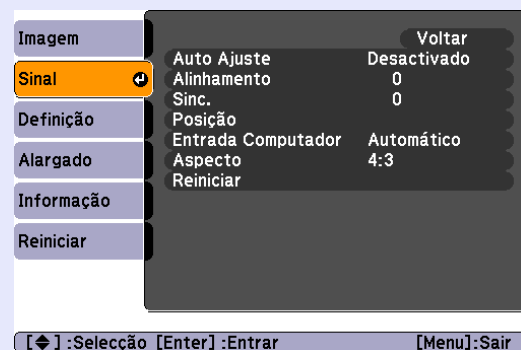 Imagem
Sinal
Definição
Alargado
Informação
Reiniciar
Voltar
Auto Ajuste Desactivado
Alinhamento 0
Sinc. 0
Posição
Entrada Computador Automático
Aspecto 4:3
Reiniciar
[◆] :Selecção [Enter] :Entrar [Menu]:Sair